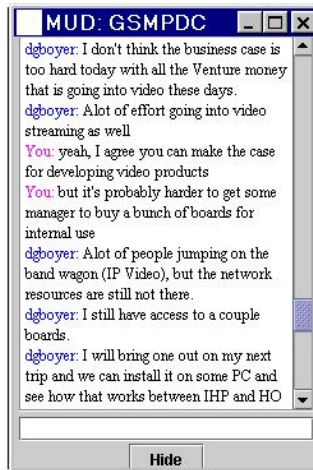 MUD: GSMPDC
dgboyer: I don't think the business case is
too hard today with all the Venture money
that is going into video these days.
dgboyer: Alot of effort going into video
streaming as well
You: yeah, I agree you can make the case
for developing video products
You: but it's probably harder to get some
manager to buy a bunch of boards for
internal use
dgboyer: Alot of people jumping on the
band wagon (IP Video), but the network
resources are still not there.
dgboyer: I still have access to a couple
boards.
dgboyer: I will bring one out on my next
trip and we can install it on some PC and
see how that works between IHP and HO
Hide